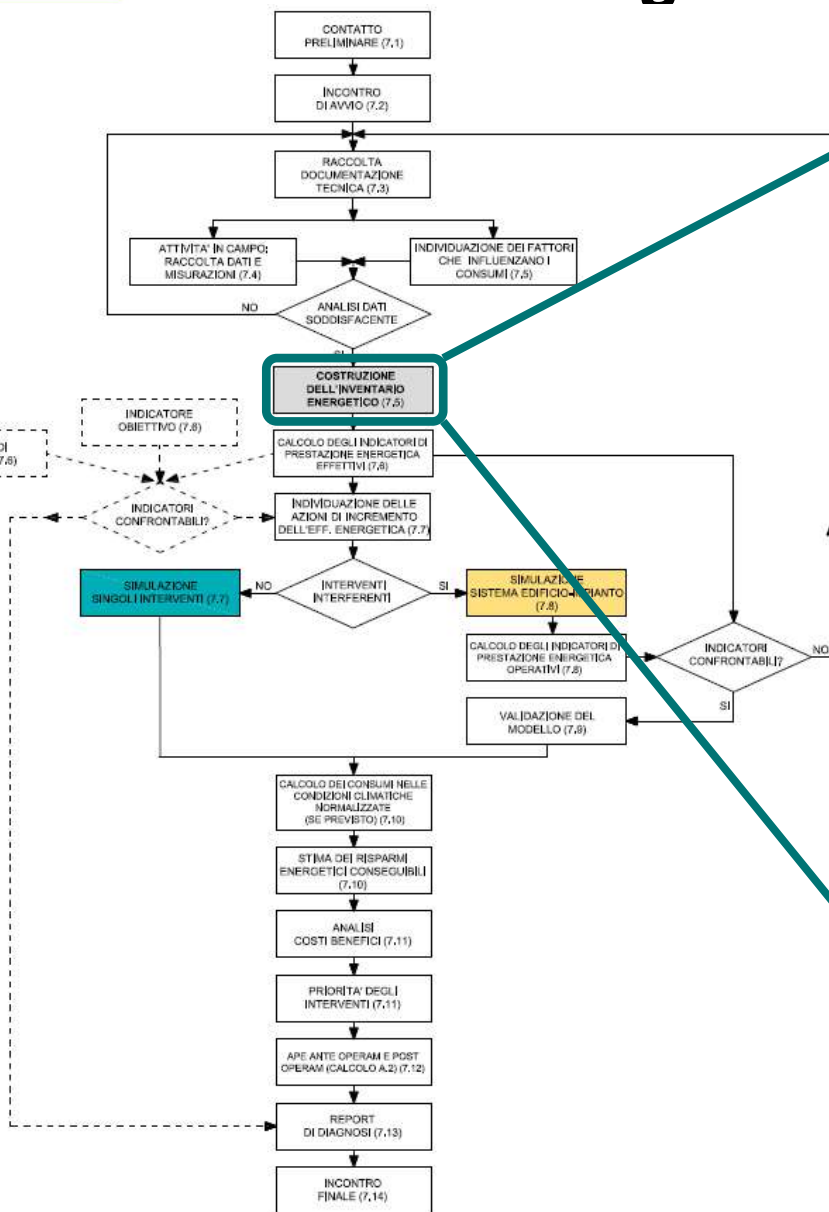 CONTATTO
PRELIMINARE (7.1)
INCONTRO
DI AVVIO (7.2)
RACCOLTA
DOCUMENTAZIONE
TECNICA (7.3)
ATTIVITA' IN CAMPO:
RACCOLTA DATI E
MISURAZIONI (7.4)
INDIVIDUAZIONE DEI FATTORI
CHE INFLUENZANO I
CONSUMI (7.5)
NO
ANALISI DATI
SODDISFACENTE
SI
COSTRUZIONE
DELL'INVENTARIO
ENERGETICO (7.5)
INDICATORE
OBIETTIVO (7.6)
DI
7.6)
CALCOLO DEGLI INDICATORI DI
PRESTAZIONE ENERGETICA
EFFETTIVI (7.6)
INDICATORI
CONFRONTABILI?
INDIVIDUAZIONE DELLE
AZIONI DI INCREMENTO
DELL'EFF. ENERGETICA (7.7)
SIMULAZIONE
SINGOLI INTERVENTI (7.7)
NO
INTERVENTI
INTERFERENTI
SI
SIMULAZIONE
SISTEMA EDIFICIO-IMPIANTO
(7.8)
CALCOLO DEGLI INDICATORI DI
PRESTAZIONE ENERGETICA
OPERATIVI (7.8)
INDICATORI
CONFRONTABILI?
NO
SI
VALIDAZIONE DEL
MODELLO (7.9)
CALCOLO DEI CONSUMI NELLE
CONDIZIONI CLIMATICHE
NORMALIZZATE
(SE PREVISTO) (7.10)
STIMA DEI RISPARMI
ENERGETICI CONSEGUIBILI
(7.10)
ANALISI
COSTI BENEFICI (7.11)
PRIORITA' DEGLI
INTERVENTI (7.11)
APE ANTE OPERAM E POST
OPERAM (CALCOLO A.2) (7.12)
REPORT
DI DIAGNOSI (7.13)
INCONTRO
FINALE (7.14)